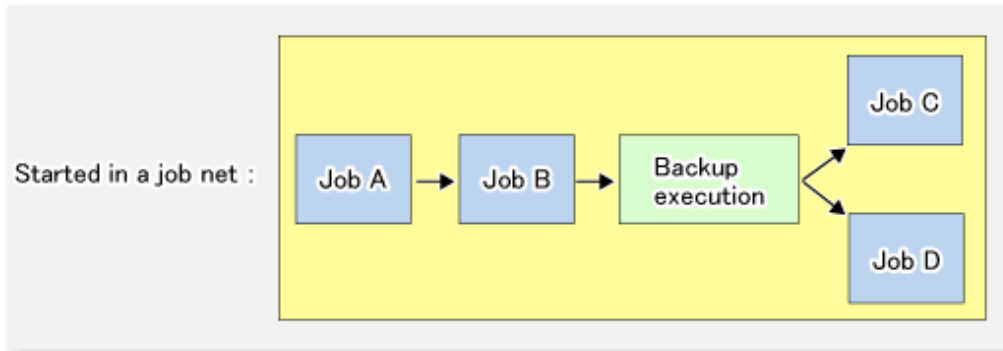 Started in a job net :
Job A
Job B
Backup
execution
Job C
Job D